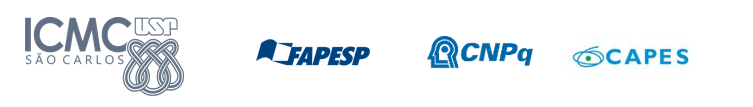 ICMC USP
SÃO CARLOS
FAPESP
CNPq
CAPES